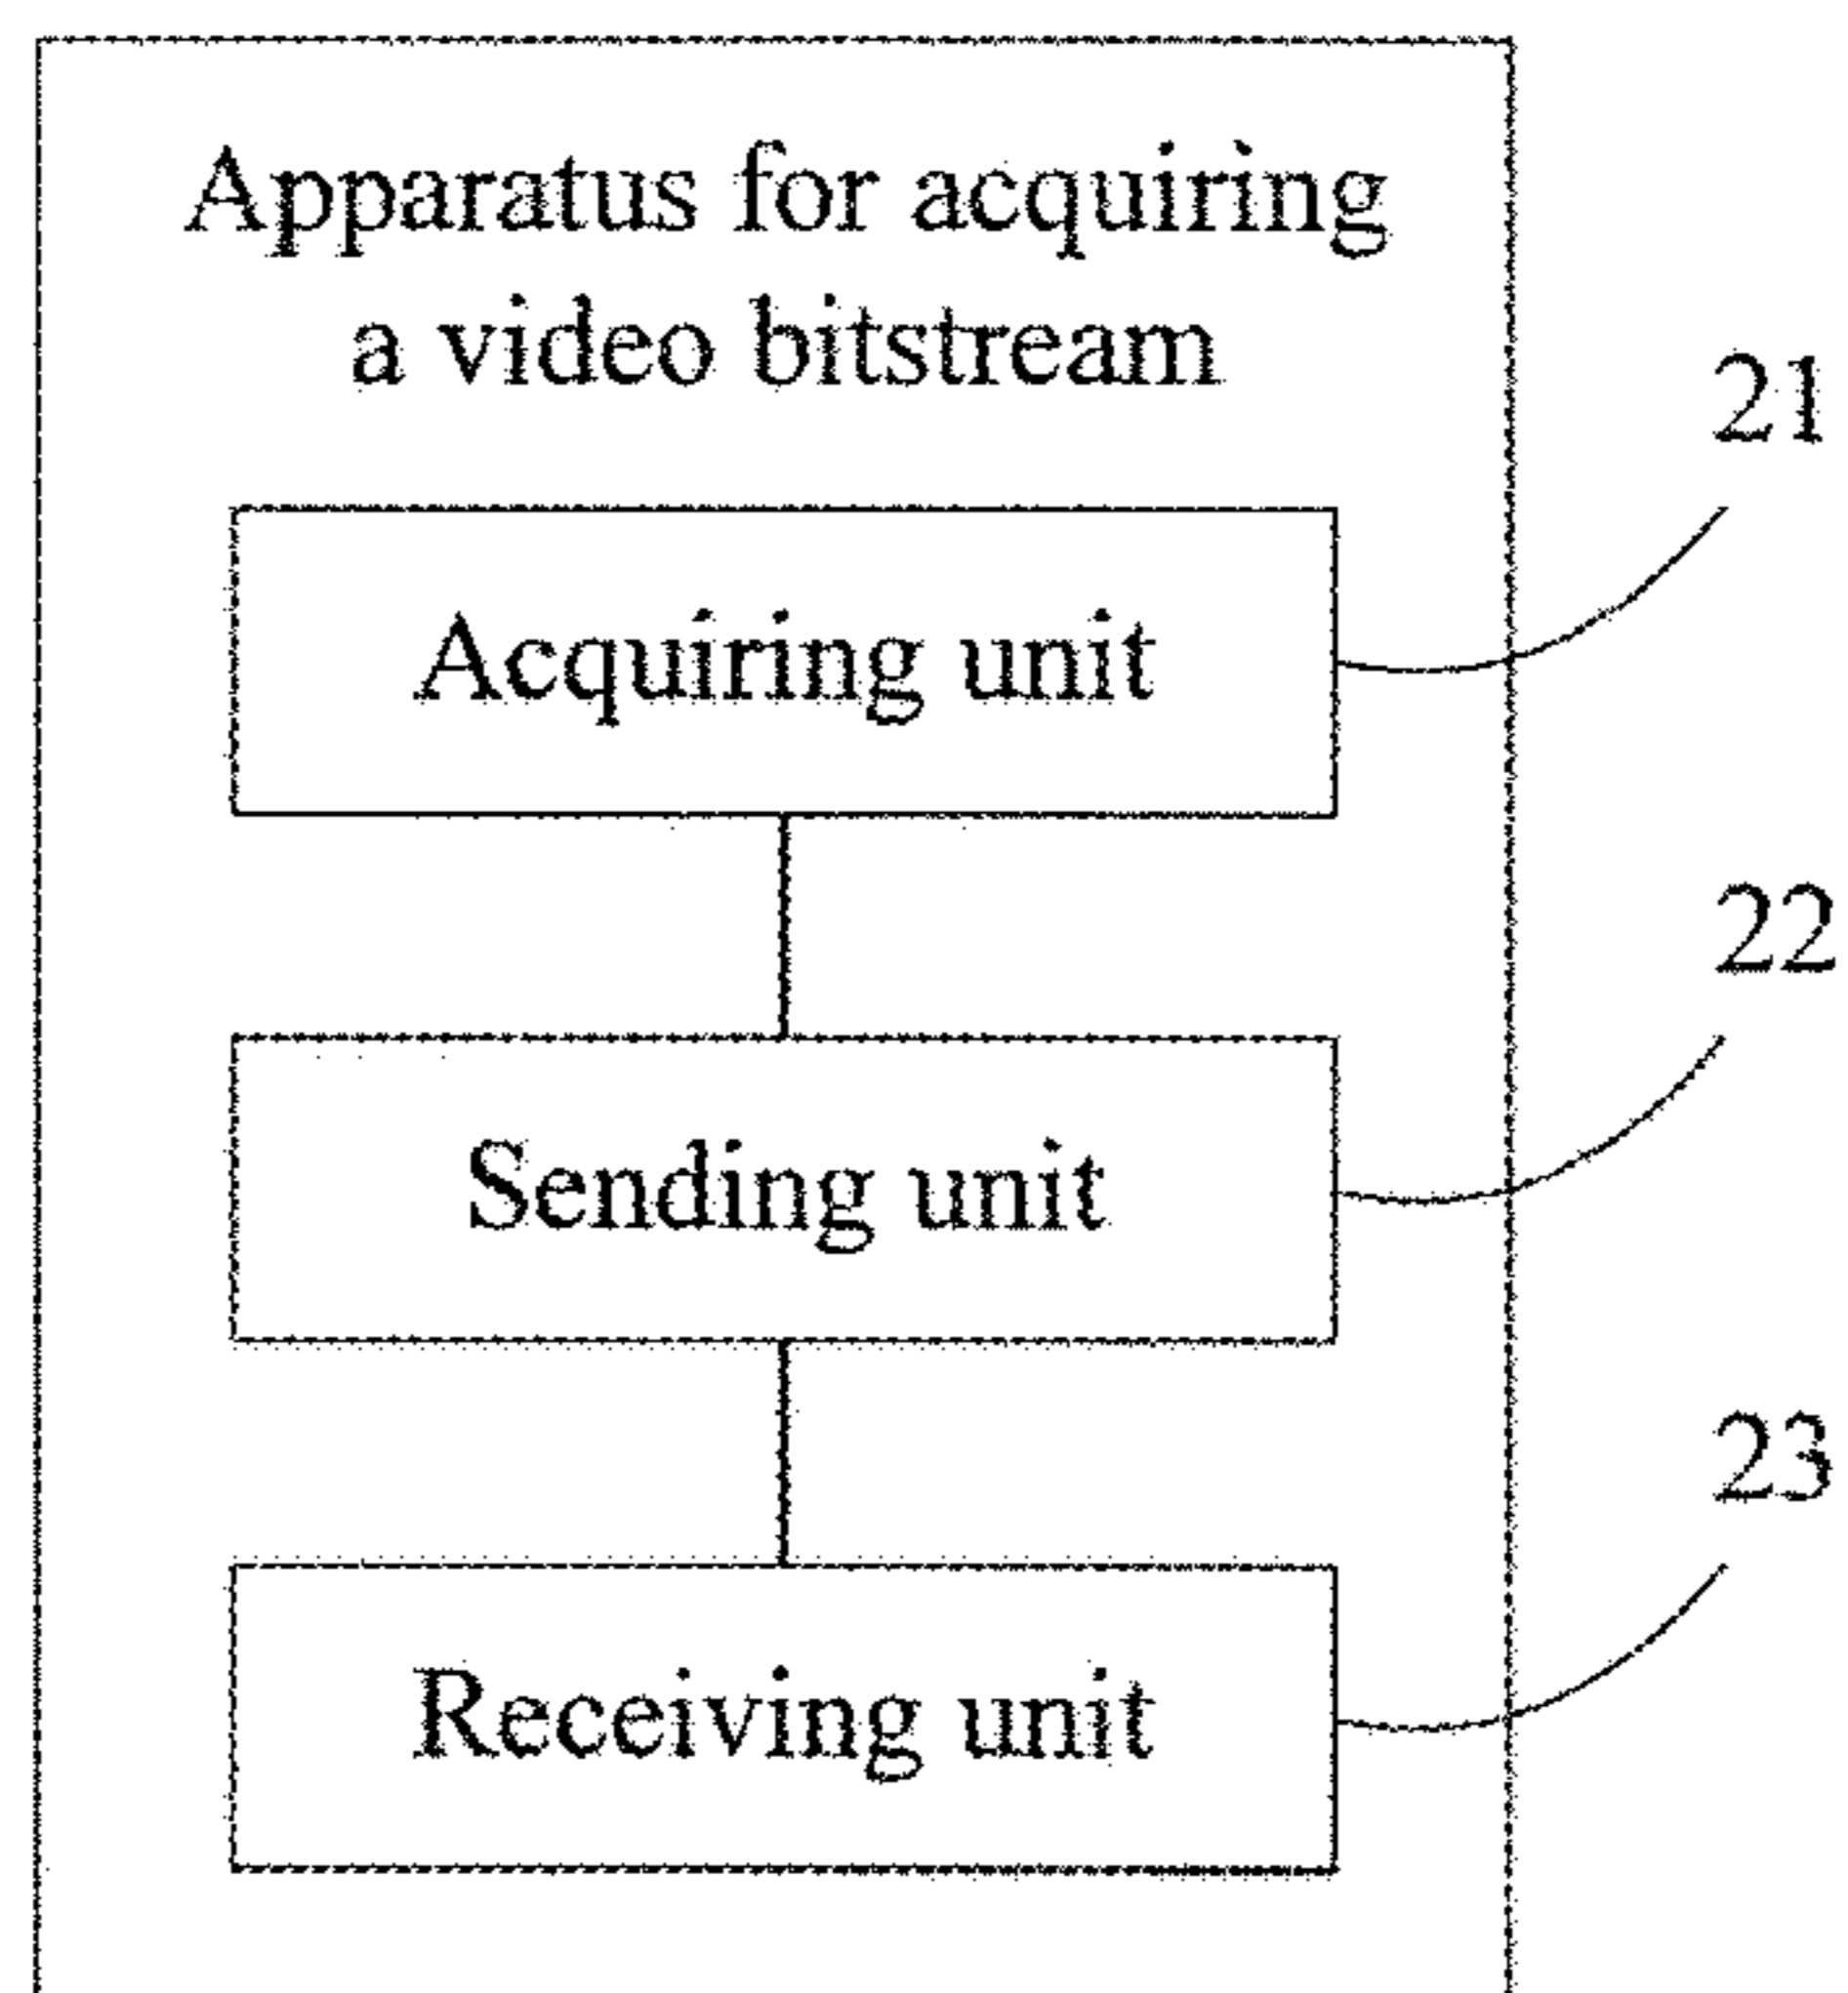 Apparatus for acquiring
a video bitstream
21
Acquiring unit
22
Sending unit
23
Receiving unit